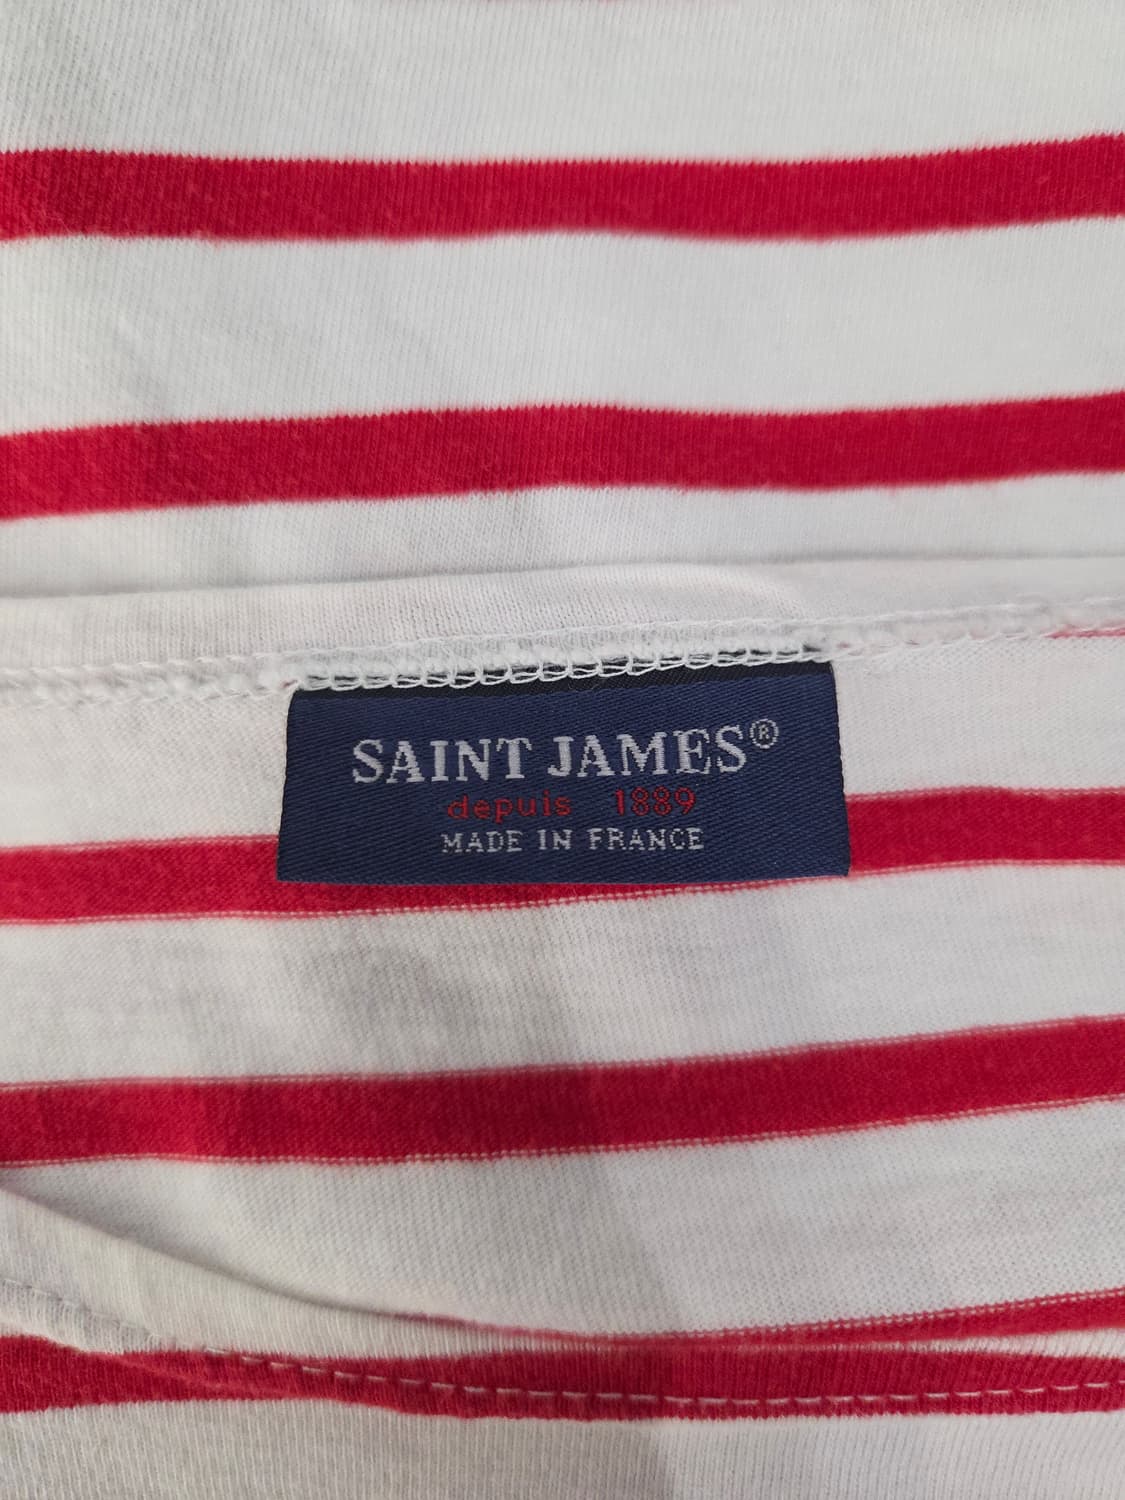 SAINT JAMES®
depuis 1889
MADE IN FRANCE